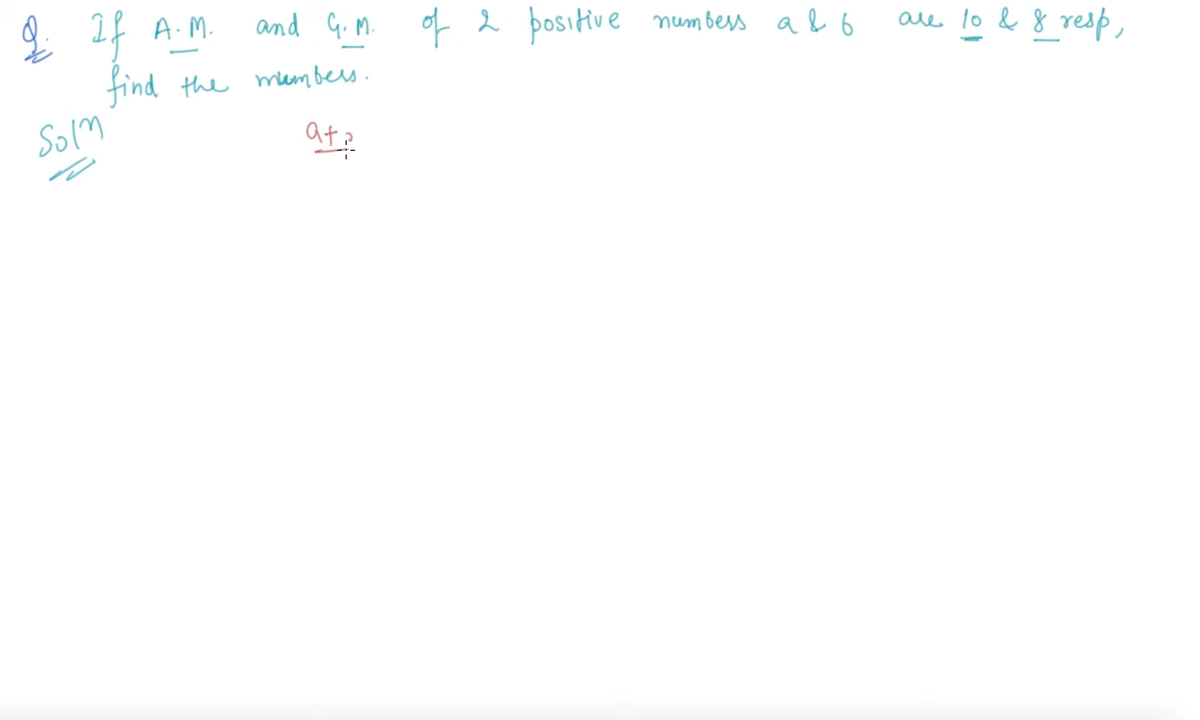 Q. If A.M. and G.M. of 2 positive numbers a & b are 10 & 8 resp,
find the numbers.
Soln
a+